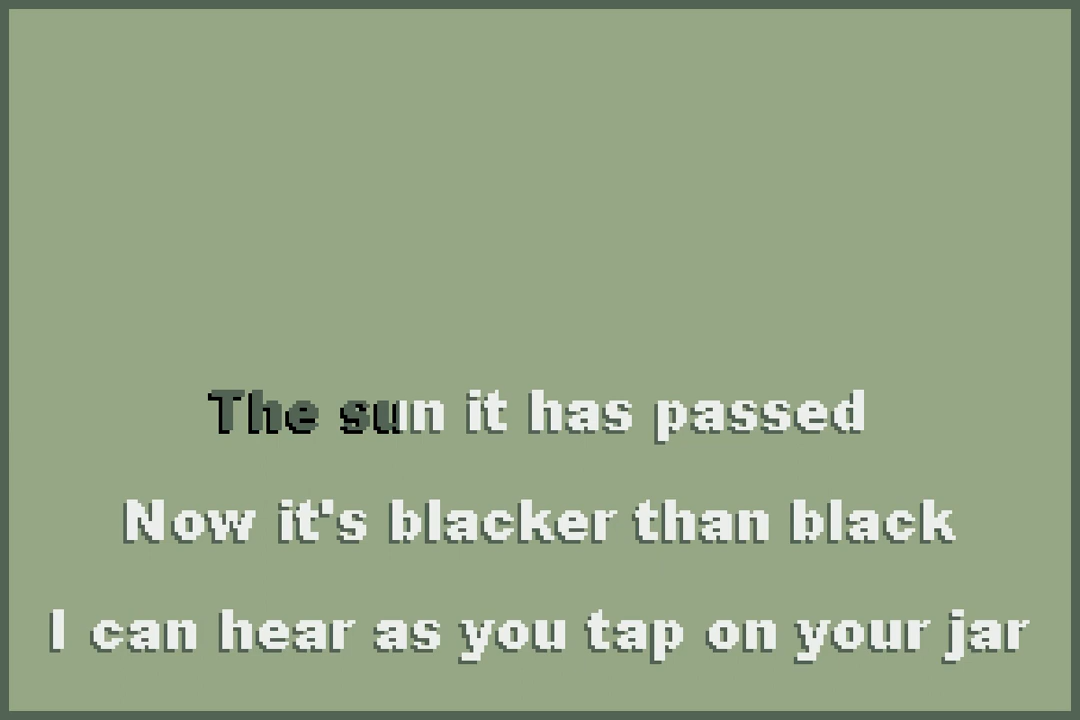 The sun it has passed
Now it's blacker than black
I can hear as you tap on your jar